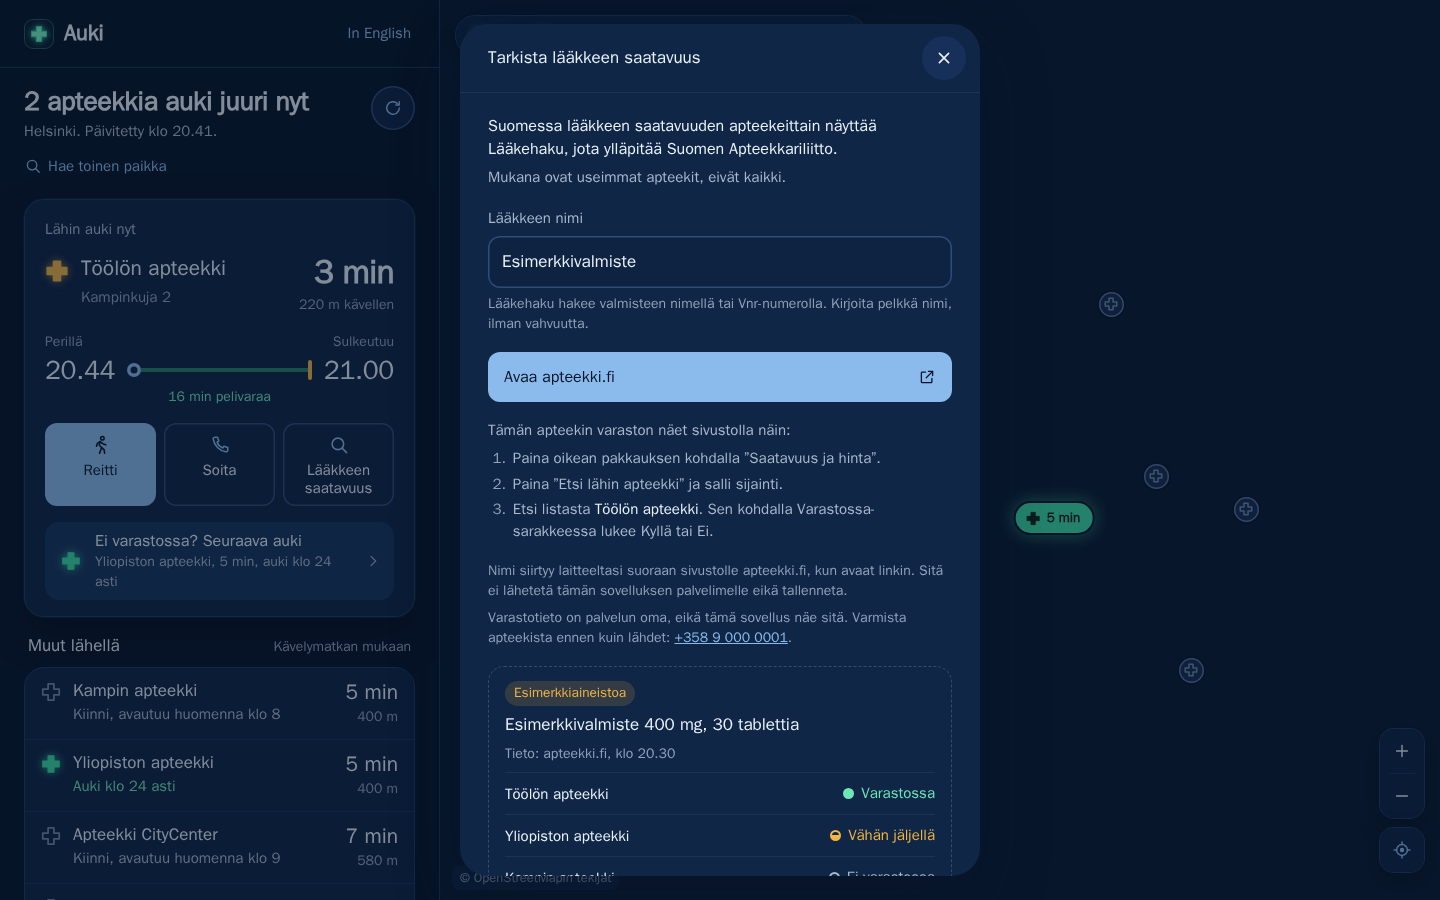 Auki
In English
2 apteekkia auki juuri nyt
Helsinki. Päivitetty klo 20.41.
Hae toinen paikka
Lähin auki nyt
Töölön apteekki
3 min
Kampinkuja 2
220 m kävellen
Perillä
Sulkeutuu
20.44
21.00
16 min pelivaraa
Reitti
Soita
Lääkkeen
saatavuus
Ei varastossa? Seuraava auki
Yliopiston apteekki, 5 min, auki klo 24
asti
Muut lähellä
Kävelymatkan mukaan
Kampin apteekki
5 min
Kiinni, avautuu huomenna klo 8
400 m
Yliopiston apteekki
5 min
Auki klo 24 asti
400 m
Apteekki CityCenter
7 min
Kiinni, avautuu huomenna klo 9
580 m
Tarkista lääkkeen saatavuus
Suomessa lääkkeen saatavuuden apteekeittain näyttää
Lääkehaku, jota ylläpitää Suomen Apteekkariliitto.
Mukana ovat useimmat apteekit, eivät kaikki.
Lääkkeen nimi
Esimerkkivalmiste
Lääkehaku hakee valmisteen nimellä tai Vnr-numerolla. Kirjoita pelkkä nimi,
ilman vahvuutta.
Avaa apteekki.fi
Tämän apteekin varaston näet sivustolla näin:
1. Paina oikean pakkauksen kohdalla ”Saatavuus ja hinta”.
2. Paina ”Etsi lähin apteekki” ja salli sijainti.
3. Etsi listasta Töölön apteekki. Sen kohdalla Varastossa-
sarakkeessa lukee Kyllä tai Ei.
Nimi siirtyy laitteeltasi suoraan sivustolle apteekki.fi, kun avaat linkin. Sitä
ei lähetetä tämän sovelluksen palvelimelle eikä tallenneta.
Varastotieto on palvelun oma, eikä tämä sovellus näe sitä. Varmista
apteekista ennen kuin lähdet: +358 9 000 0001.
Esimerkkiaineistoa
Esimerkkivalmiste 400 mg, 30 tablettia
Tieto: apteekki.fi, klo 20.30
Töölön apteekki
Varastossa
Yliopiston apteekki
Vähän jäljellä
Kampin apteekki
Ei varastossa
© OpenStreetMapin tekijät
5 min